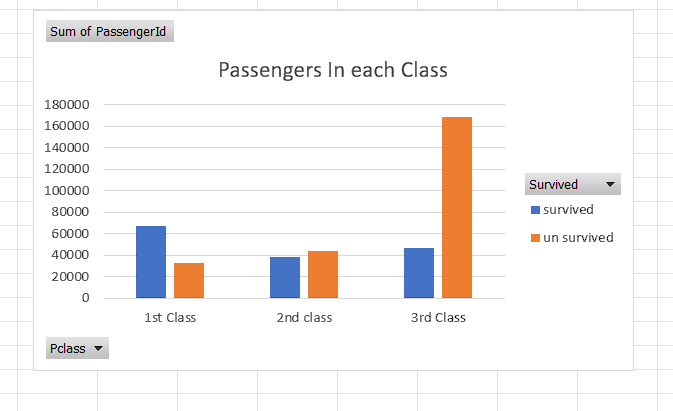 Sum of PassengerId
Passengers In each Class
180000
160000
140000
120000
100000
80000
60000
40000
20000
0
1st Class 2nd class 3rd Class
Survived
survived
un survived
Pclass